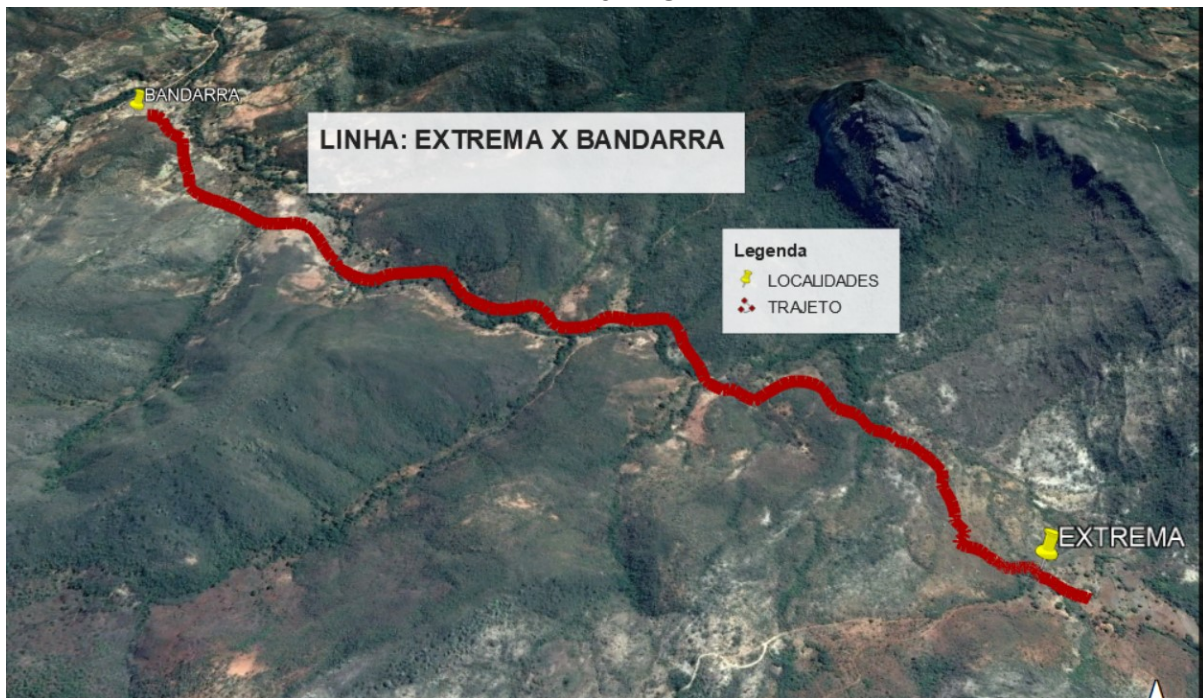 BANDARRA
LINHA: EXTREMA X BANDARRA
Legenda
LOCALIDADES
TRAJETO
EXTREMA